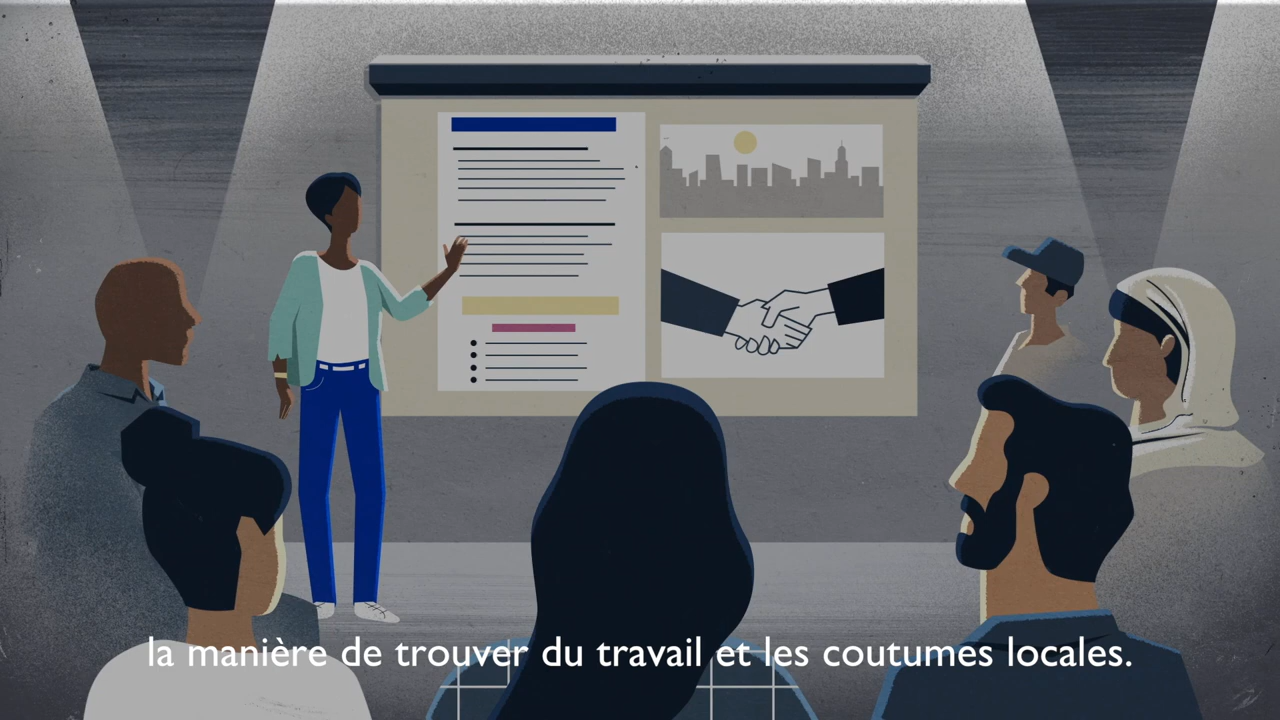 la manière de trouver du travail et les coutumes locales.